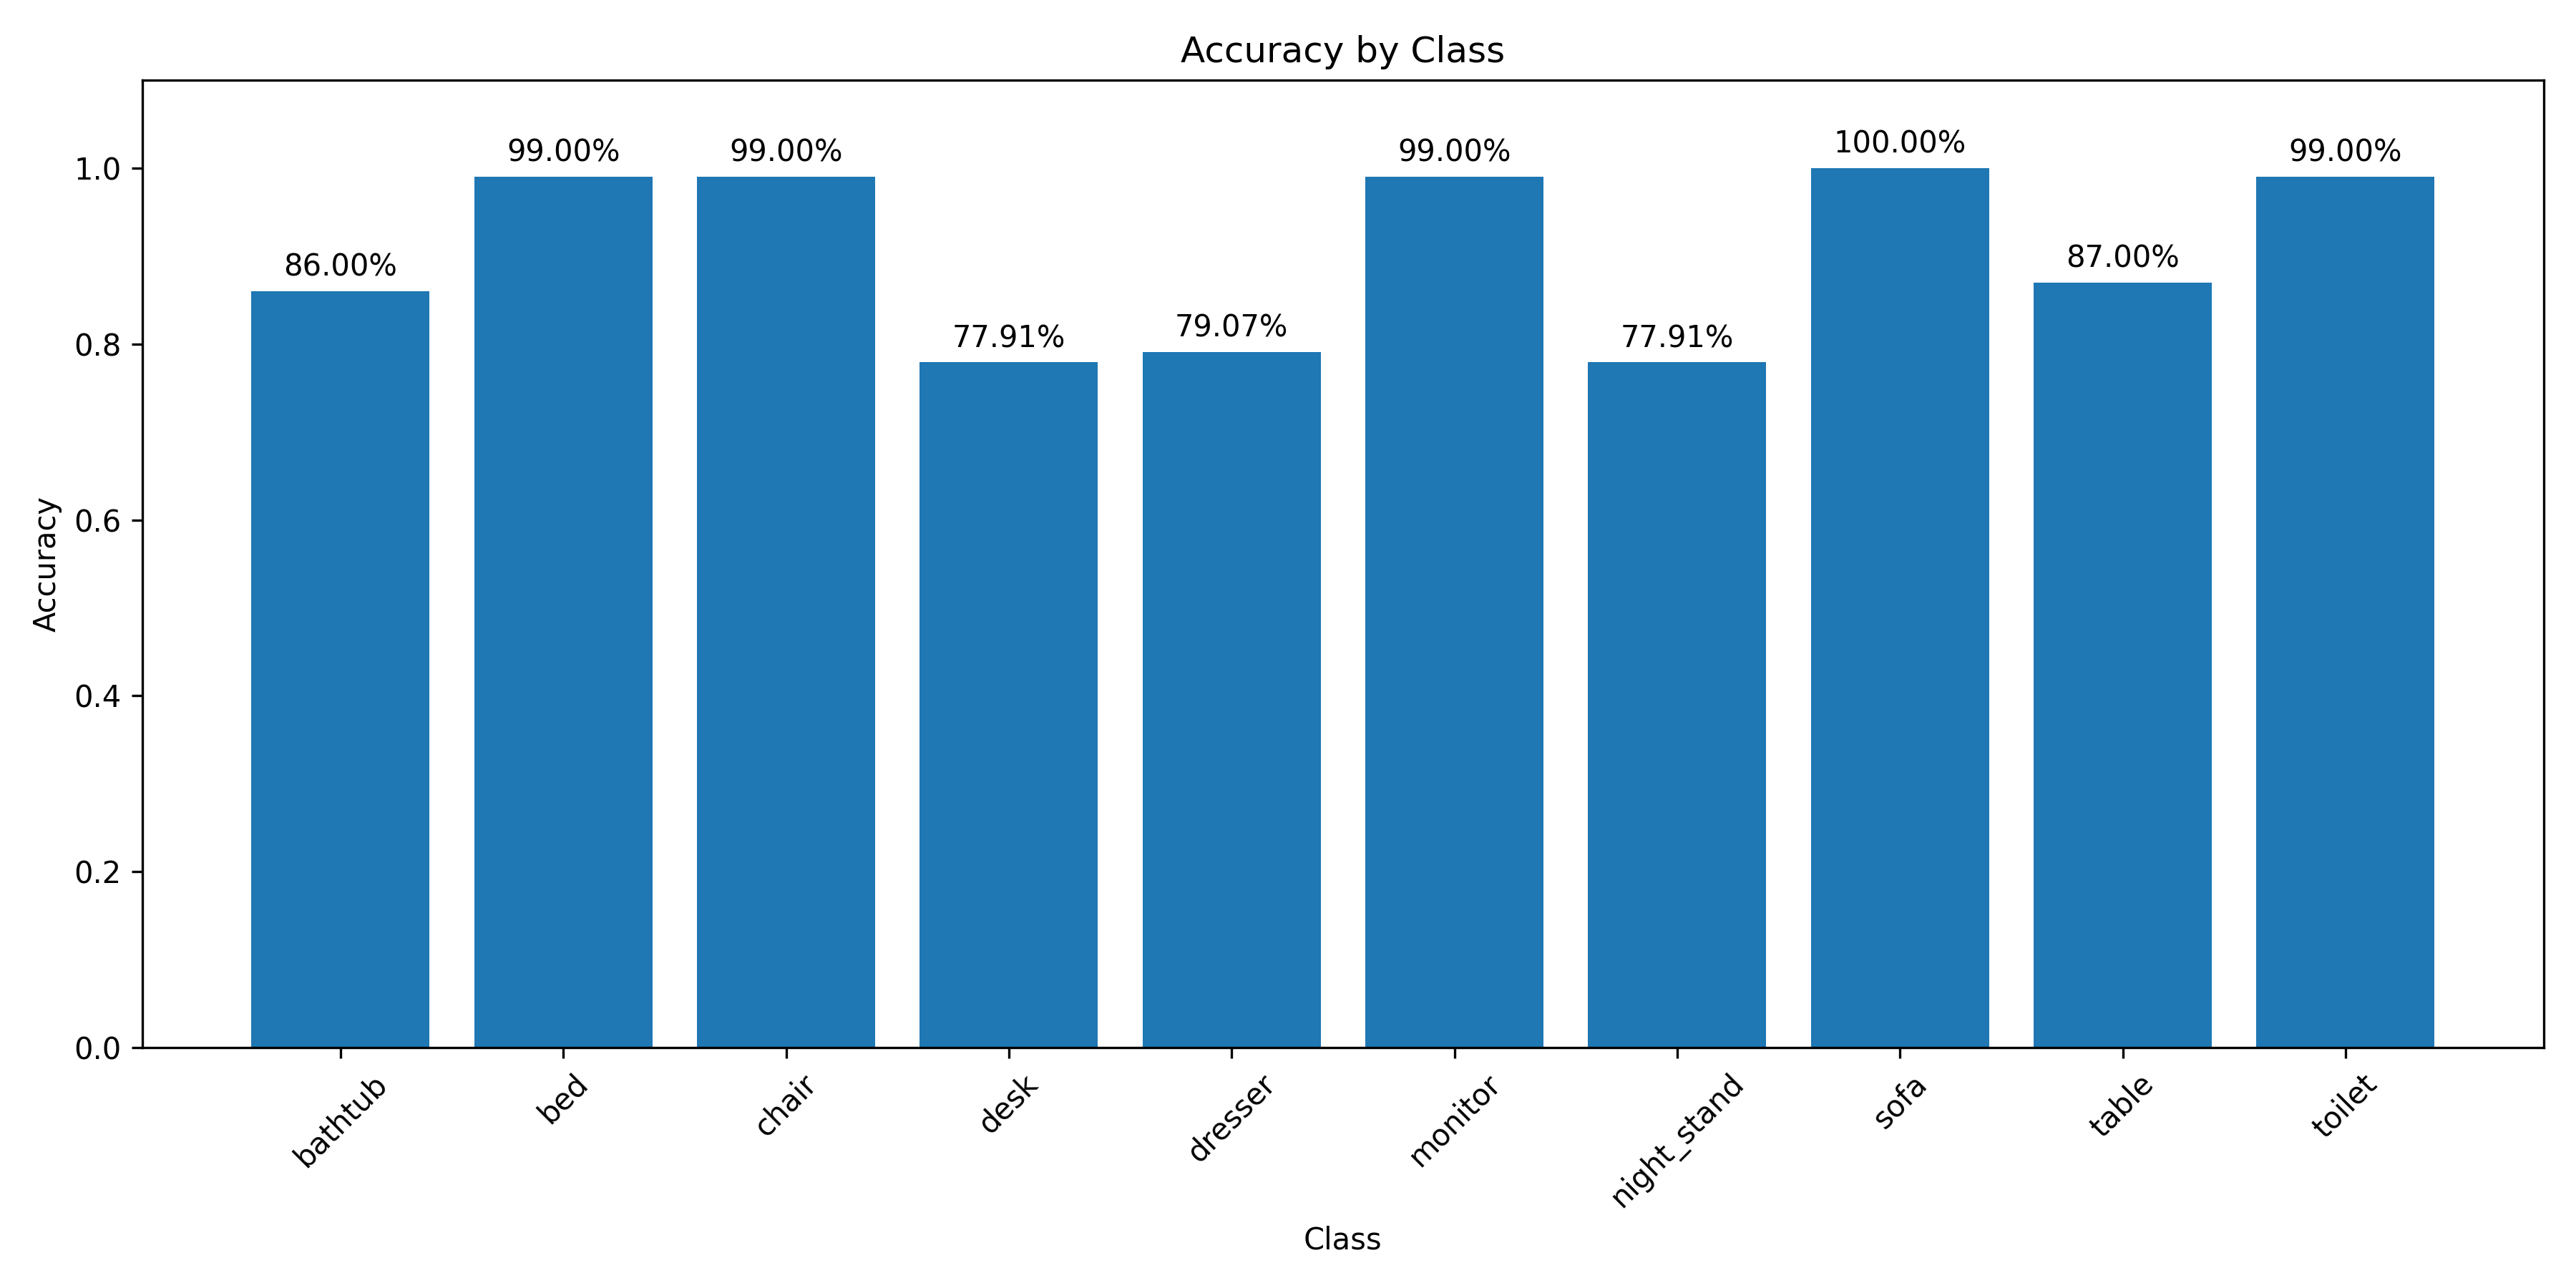 Accuracy by Class
Accuracy
1.0
0.8
0.6
0.4
0.2
0.0
86.00%
99.00%
99.00%
77.91%
79.07%
99.00%
77.91%
100.00%
87.00%
99.00%
bathtub
bed
chair
desk
dresser
monitor
night_stand
sofa
table
toilet
Class